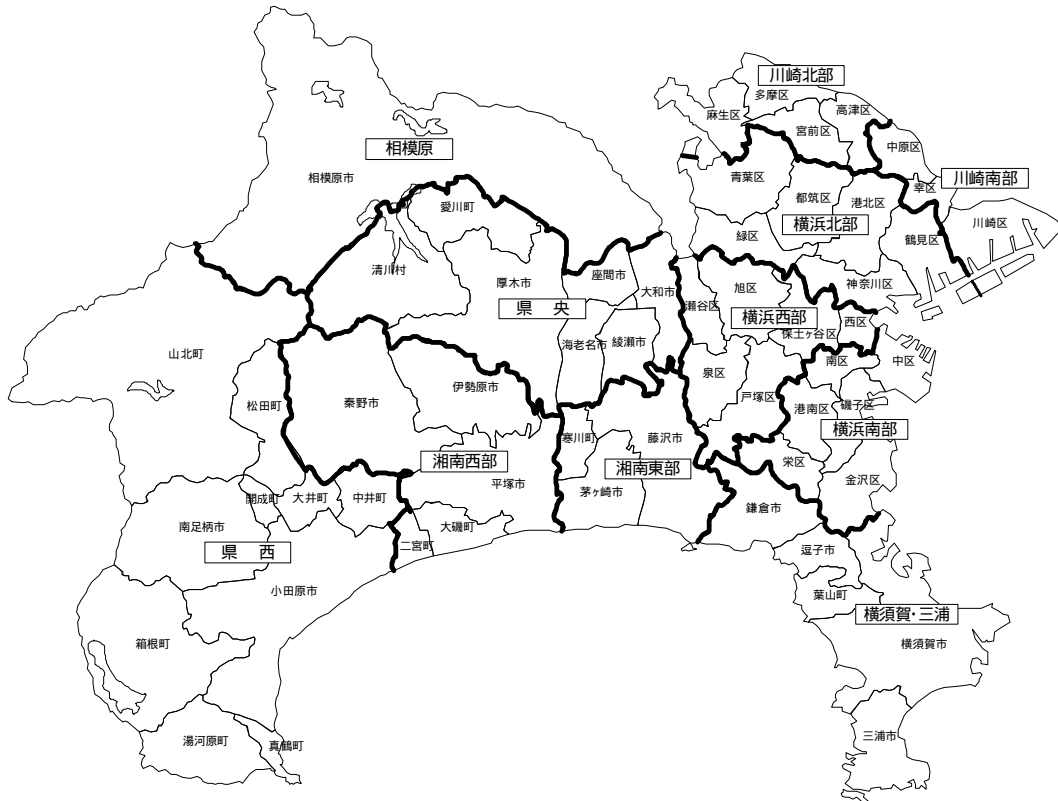 川崎北部
多摩区
麻生区
高津区
宮前区
中原区
相模原
相模原市
青葉区
川崎南部
幸区
都筑区
港北区
愛川町
横浜北部
川崎区
緑区
鶴見区
清川村
座間市
厚木市
神奈川区
旭区
大和市
瀬谷区
県 央
横浜西部
西区
保土ヶ谷区
海老名市
綾瀬市
山北町
南区
中区
泉区
伊勢原市
戸塚区
秦野市
松田町
港南区
磯子区
横浜南部
寒川町
藤沢市
湘南西部
栄区
湘南東部
金沢区
平塚市
茅ヶ崎市
開成町
大井町
中井町
鎌倉市
南足柄市
大磯町
県 西
二宮町
逗子市
小田原市
葉山町
横須賀・三浦
箱根町
横須賀市
湯河原町
真鶴町
三浦市